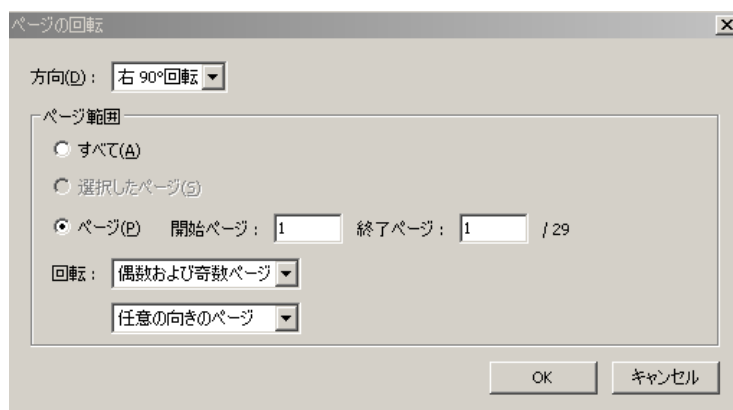 ページの回転
方向(D)： 右 90°回転
ページ範囲
すべて(A)
選択したページ(S)
ページ(P) 開始ページ： 1 終了ページ： 1 / 29
回転： 偶数および奇数ページ
任意の向きのページ
OK キャンセル